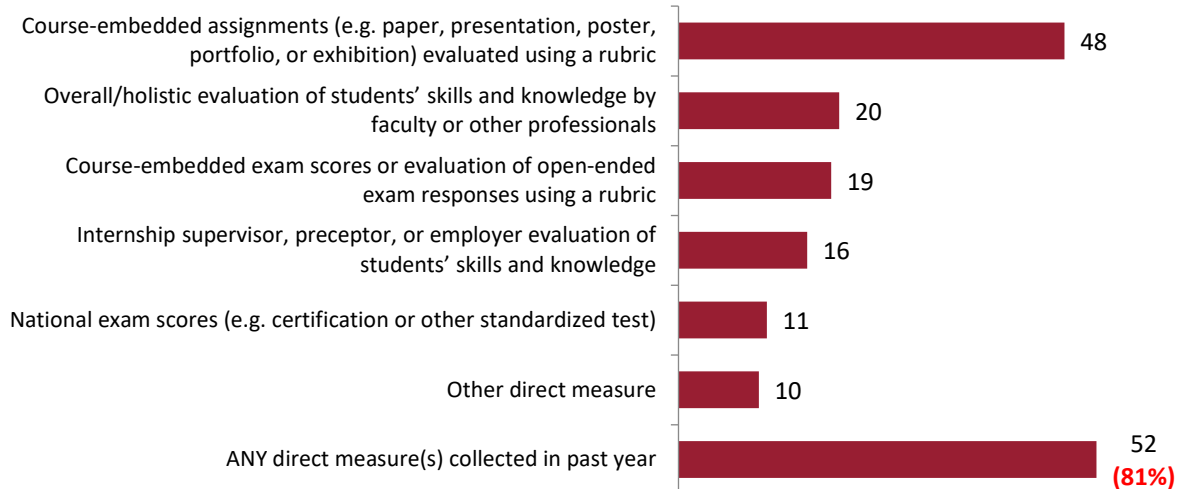 Course-embedded assignments (e.g. paper, presentation, poster,
portfolio, or exhibition) evaluated using a rubric
48
Overall/holistic evaluation of students’ skills and knowledge by
faculty or other professionals
20
Course-embedded exam scores or evaluation of open-ended
exam responses using a rubric
19
Internship supervisor, preceptor, or employer evaluation of
students’ skills and knowledge
16
National exam scores (e.g. certification or other standardized test)
11
Other direct measure
10
ANY direct measure(s) collected in past year
52
(81%)